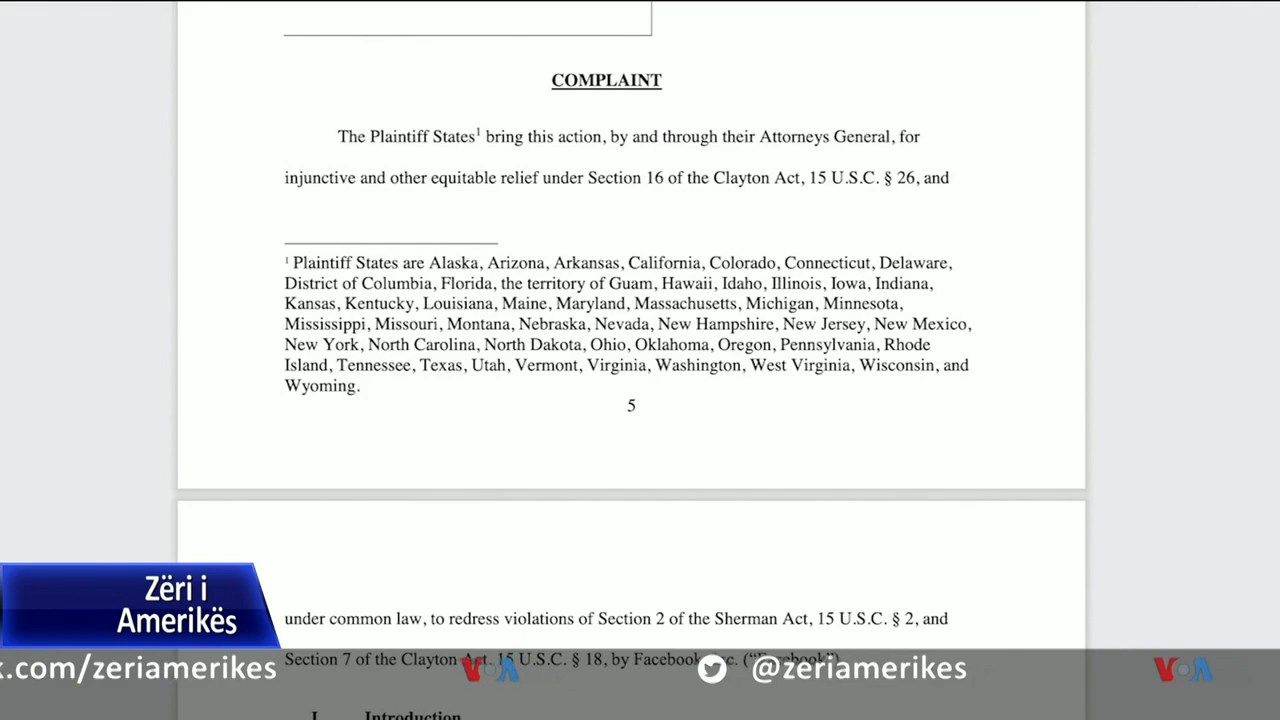 COMPLAINT
The Plaintiff States¹ bring this action, by and through their Attorneys General, for
injunctive and other equitable relief under Section 16 of the Clayton Act, 15 U.S.C. § 26, and
¹ Plaintiff States are Alaska, Arizona, Arkansas, California, Colorado, Connecticut, Delaware,
District of Columbia, Florida, the territory of Guam, Hawaii, Idaho, Illinois, Iowa, Indiana,
Kansas, Kentucky, Louisiana, Maine, Maryland, Massachusetts, Michigan, Minnesota,
Mississippi, Missouri, Montana, Nebraska, Nevada, New Hampshire, New Jersey, New Mexico,
New York, North Carolina, North Dakota, Ohio, Oklahoma, Oregon, Pennsylvania, Rhode
Island, Tennessee, Texas, Utah, Vermont, Virginia, Washington, West Virginia, Wisconsin, and
Wyoming.
5
under common law, to redress violations of Section 2 of the Sherman Act, 15 U.S.C. § 2, and
Section 7 of the Clayton Act, 15 U.S.C. § 18, by Facebook, ("Facebook").
I. Introduction
Zëri i
Amerikës
k.com/zeriamerikes
VOA
@zeriamerikes
VOA